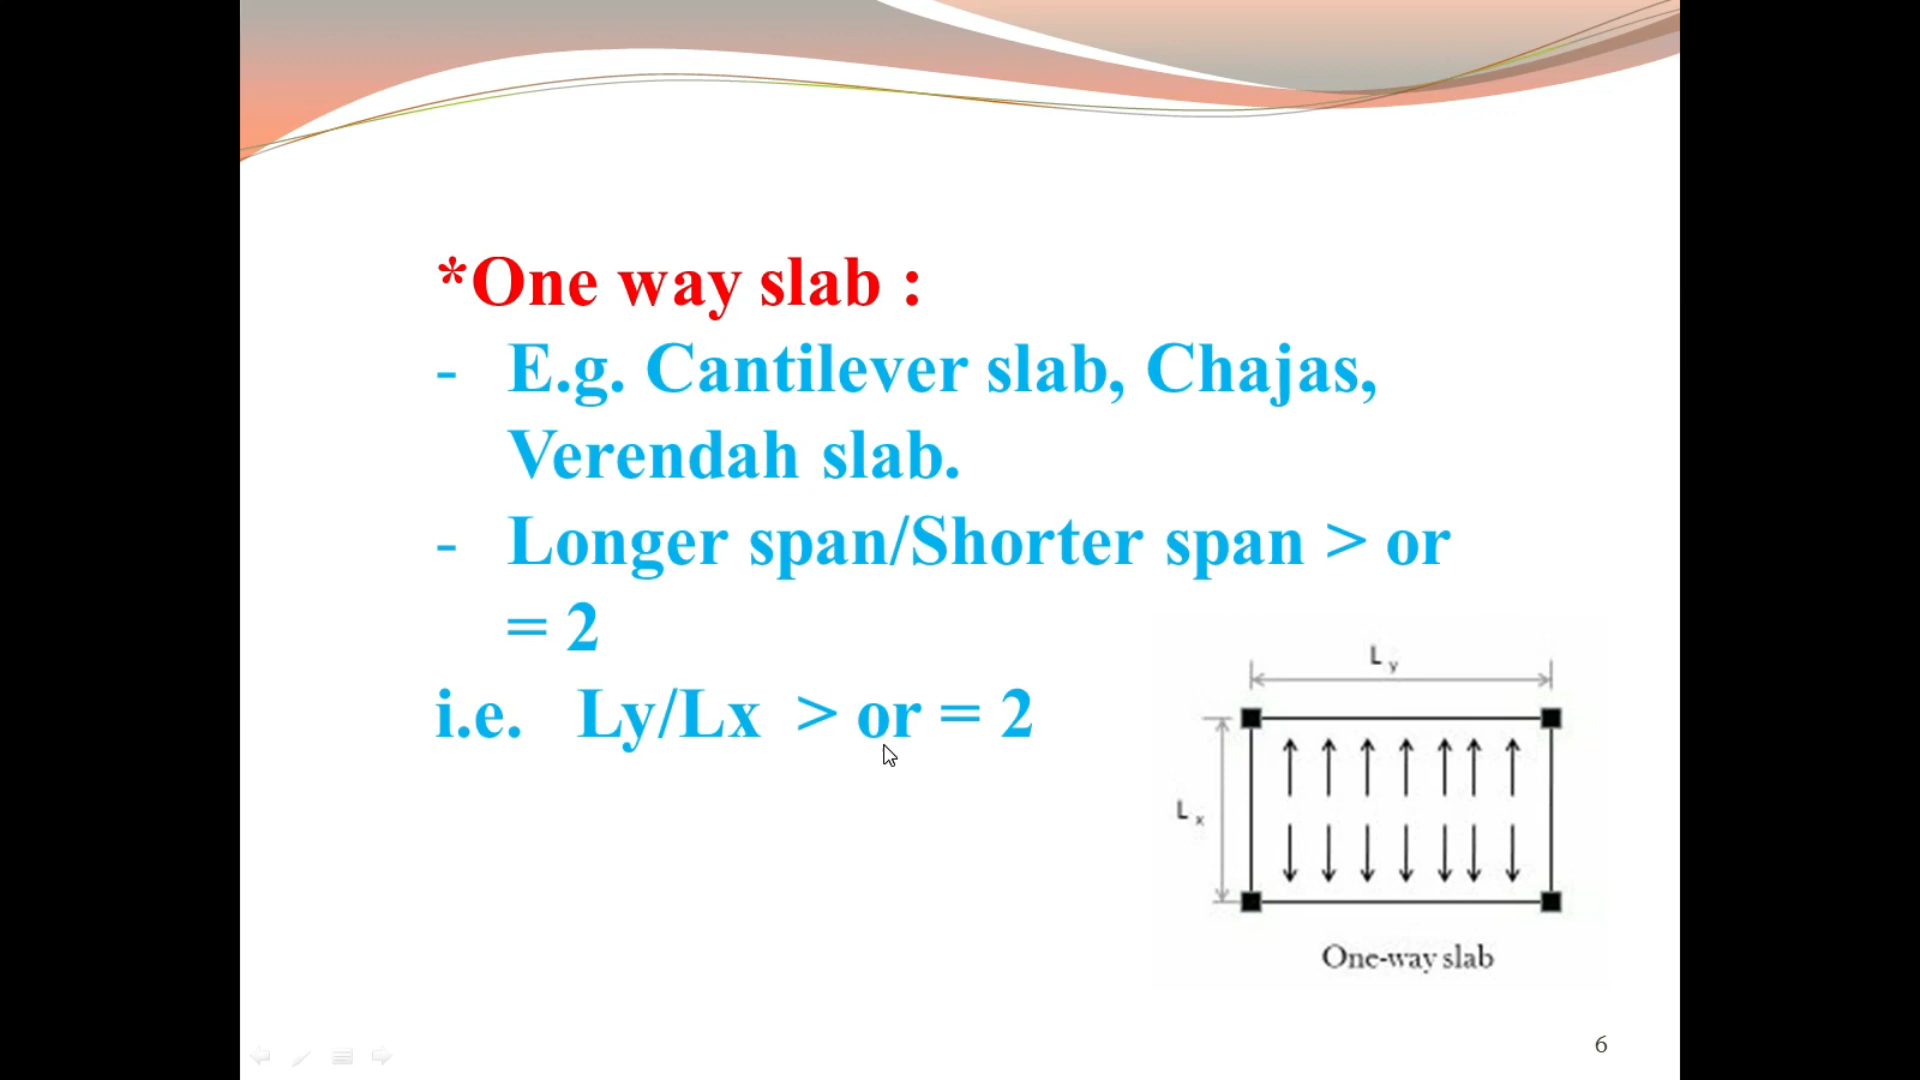 *One way slab :
- E.g. Cantilever slab, Chajas,
Verendah slab.
- Longer span/Shorter span > or
= 2
i.e. Ly/Lx > or = 2
L y
L x
One-way slab
6